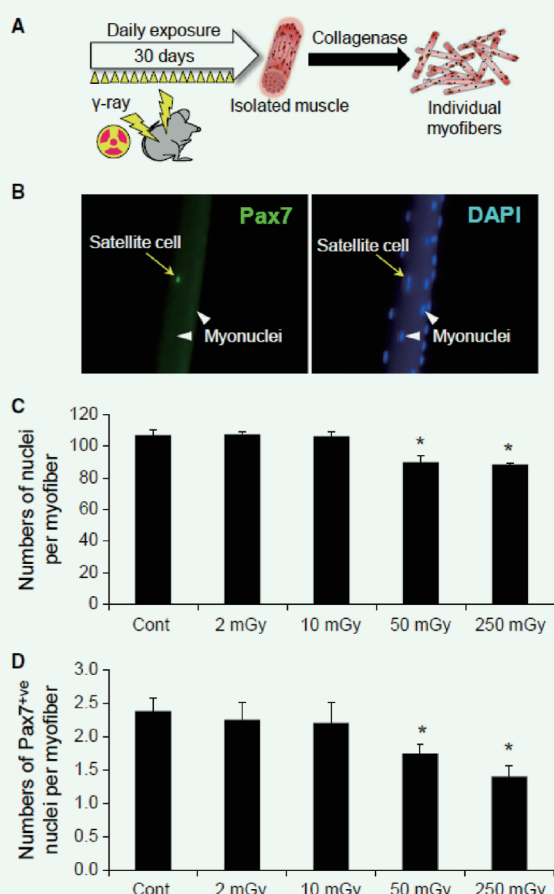 A
Daily exposure
30 days
γ-ray
Isolated muscle
Collagenase
Individual
myofibers
B
Pax7
Satellite cell
Myonuclei
DAPI
Satellite cell
Myonuclei
C
Numbers of nuclei
per myofiber
120
100
80
60
40
20
0
* *
Cont 2 mGy 10 mGy 50 mGy 250 mGy
D
Numbers of Pax7+ve
nuclei per myofiber
3.0
2.5
2.0
1.5
1.0
0.5
0.0
* *
Cont 2 mGy 10 mGy 50 mGy 250 mGy